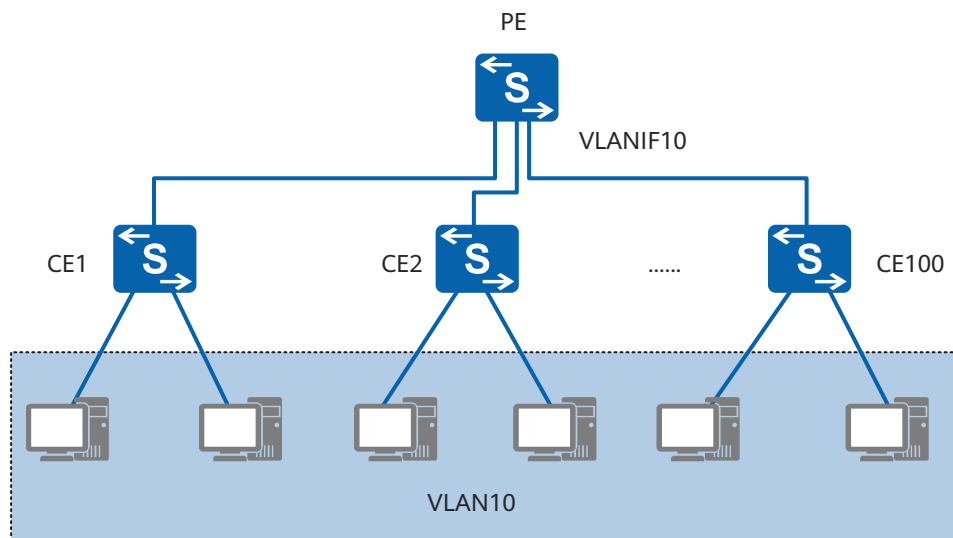 PE
S
VLANIF10
CE1
S
CE2
S
......
S
CE100
VLAN10